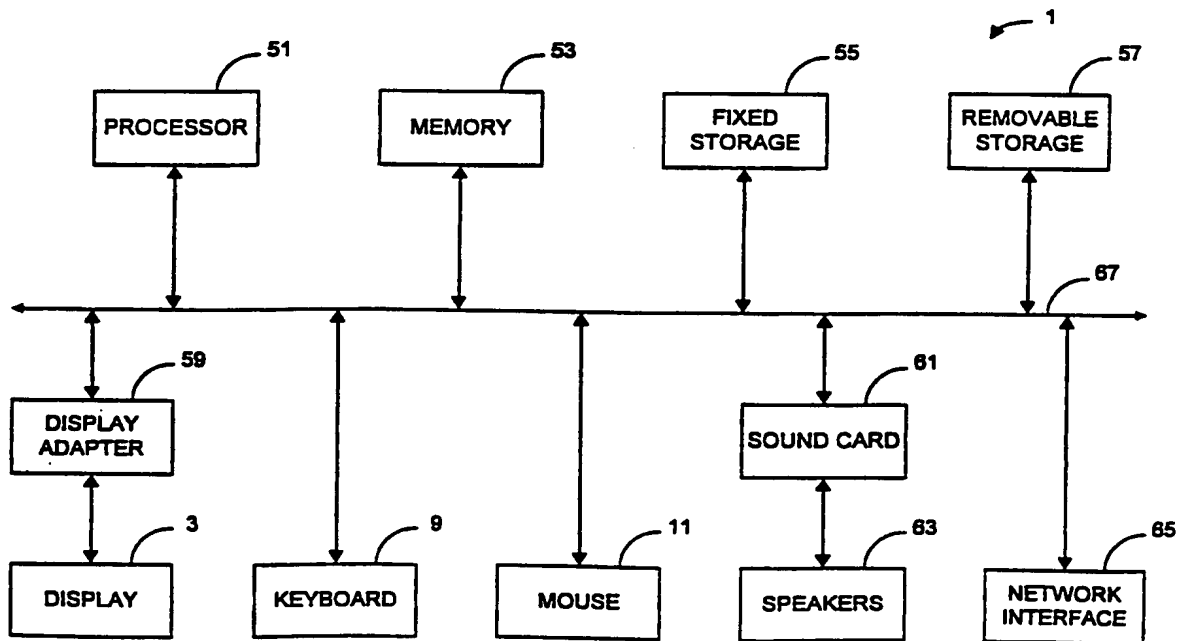 1
51
53
55
57
PROCESSOR
MEMORY
FIXED
STORAGE
REMOVABLE
STORAGE
67
59
61
DISPLAY
ADAPTER
SOUND CARD
3
9
11
63
65
DISPLAY
KEYBOARD
MOUSE
SPEAKERS
NETWORK
INTERFACE